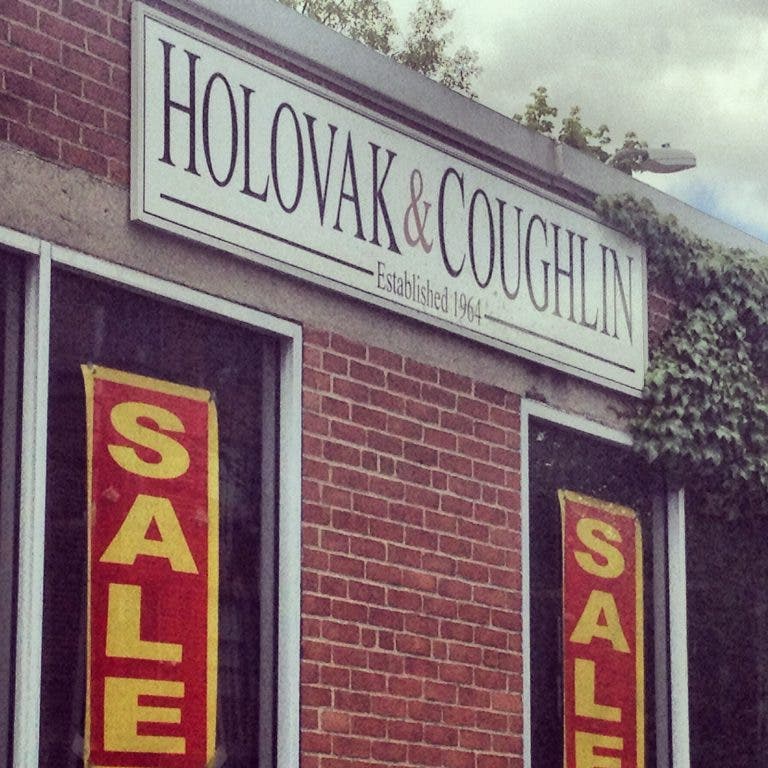 HOLOVAK & COUGHLIN
Established 1964
SALE
SALE